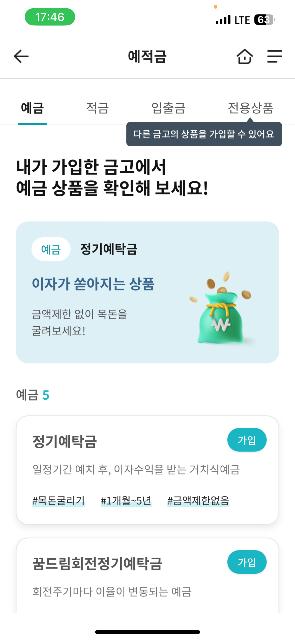 17:46
LTE 63
예적금
예금 적금 입출금 전용상품
다른 금고의 상품을 가입할 수 있어요
내가 가입한 금고에서
예금 상품을 확인해 보세요!
예금 정기예탁금
이자가 쏟아지는 상품
금액제한 없이 목돈을
굴려보세요!
예금 5
정기예탁금
가입
일정기간 예치 후, 이자수익을 받는 거치식예금
#목돈굴리기 #1개월~5년 #금액제한없음
꿈드림회전정기예탁금
가입
회전주기마다 이율이 변동되는 예금